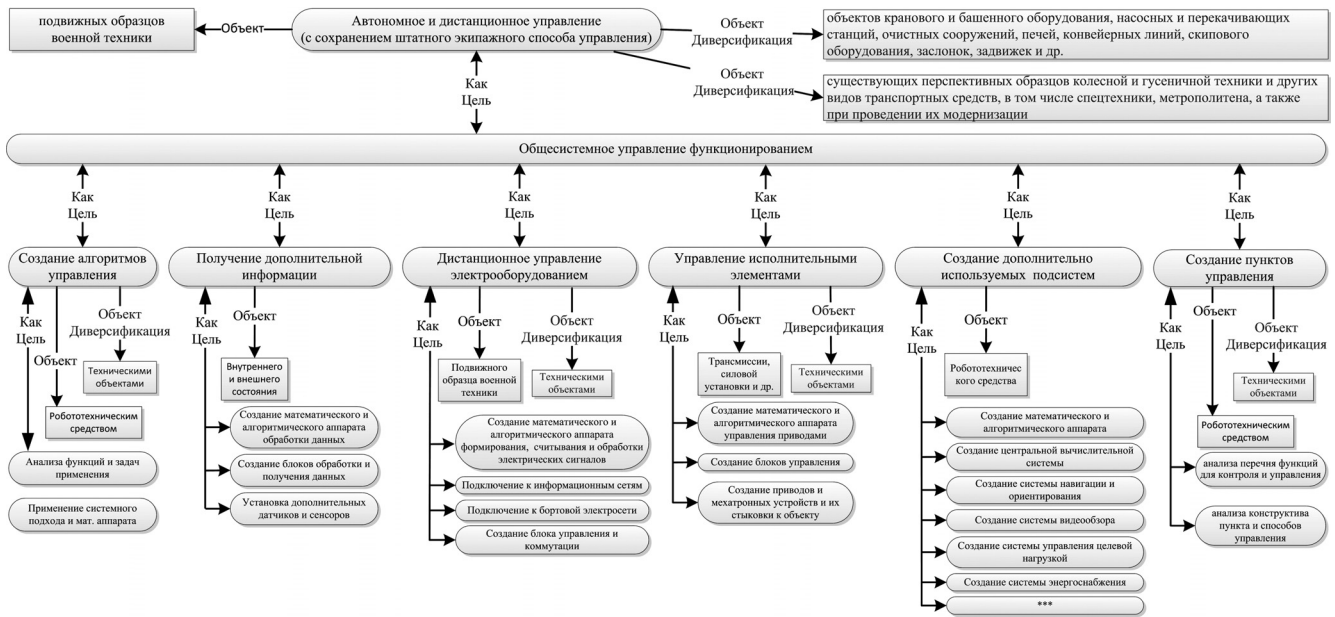 подвижных образцов
военной техники
Объект
Автономное и дистанционное управление
(с сохранением штатного экипажного способа управления)
Объект
Диверсификация
объектов кранового и башенного оборудования, насосных и перекачивающих
станций, очистных сооружений, печей, конвейерных линий, скипового
оборудования, заслонок, задвижек и др.
Объект
Диверсификация
существующих перспективных образцов колесной и гусеничной техники и других
видов транспортных средств, в том числе спецтехники, метрополитена, а также
при проведении их модернизации
Как
Цель
Общесистемное управление функционированием
Как
Цель
Как
Цель
Как
Цель
Как
Цель
Как
Цель
Как
Цель
Создание алгоритмов
управления
Как
Цель
Объект
Объект
Диверсификация
Техническими
объектами
Робототехническим
средством
Анализа функций и задач
применения
Применение системного
подхода и мат. аппарата
Получение дополнительной
информации
Как
Цель
Объект
Внутреннего
и внешнего
состояния
Создание математического и
алгоритмического аппарата
обработки данных
Создание блоков обработки и
получения данных
Установка дополнительных
датчиков и сенсоров
Дистанционное управление
электрооборудованием
Как
Цель
Объект
Объект
Диверсификация
Подвижного
образца военной
техники
Техническими
объектами
Создание математического и
алгоритмического аппарата
формирования, считывания и обработки
электрических сигналов
Подключение к информационным сетям
Подключение к бортовой электросети
Создание блока управления и
коммутации
Управление исполнительными
элементами
Как
Цель
Объект
Объект
Диверсификация
Трансмиссии,
силовой
установки и др.
Техническими
объектами
Создание математического и
алгоритмического аппарата
управления приводами
Создание блоков управления
Создание приводов и
мехатронных устройств и их
стыковки к объекту
Создание дополнительно
используемых подсистем
Как
Цель
Объект
Робототехничес
кого средства
Создание математического и
алгоритмического аппарата
Создание центральной вычислительной
системы
Создание системы навигации и
ориентирования
Создание системы видеообзора
Создание системы управления целевой
нагрузкой
Создание системы энергоснабжения
***
Создание пунктов
управления
Как
Цель
Объект
Объект
Диверсификация
Техническими
объектами
Робототехническим
средством
анализа перечня функций
для контроля и управления
анализа конструктива
пункта и способов
управления